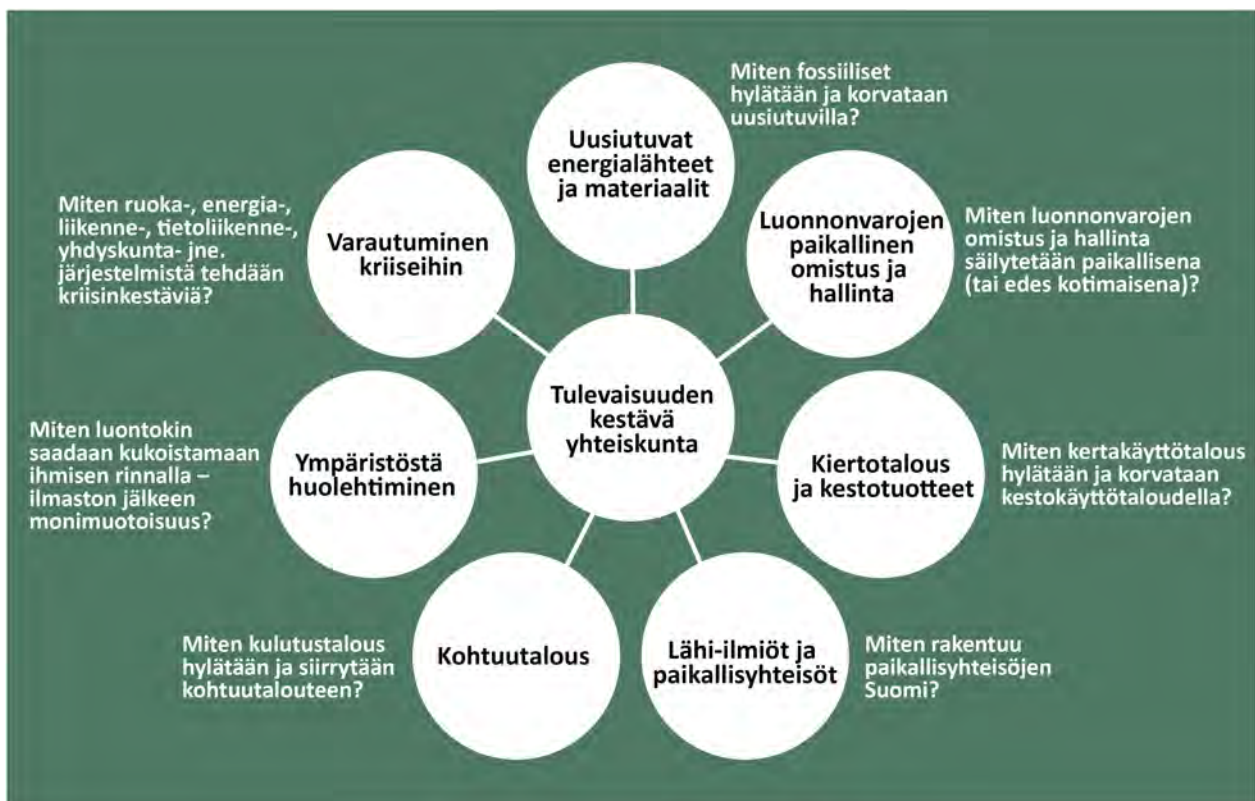 Tulevaisuuden
kestävä
yhteiskunta
Uusiutuvat
energialähteet
ja materiaalit
Miten fossiiliset
hylätään ja korvataan
uusiutuvilla?
Luonnonvarojen
paikallinen
omistus ja
hallinta
Miten luonnonvarojen
omistus ja hallinta
säilytetään paikallisena
(tai edes kotimaisena)?
Kiertotalous
ja kestotuotteet
Miten kertakäyttötalous
hylätään ja korvataan
kestokäyttötaloudella?
Lähi-ilmiöt ja
paikallisyhteisöt
Miten rakentuu
paikallisyhteisöjen
Suomi?
Kohtuutalous
Miten kulutustalous
hylätään ja siirrytään
kohtuutalouteen?
Ympäristöstä
huolehtiminen
Miten luontokin
saadaan kukoistamaan
ihmisen rinnalla –
ilmaston jälkeen
monimuotoisuus?
Varautuminen
kriiseihin
Miten ruoka-, energia-,
liikenne-, tietoliikenne-,
yhdyskunta- jne.
järjestelmistä tehdään
kriisinkestäviä?